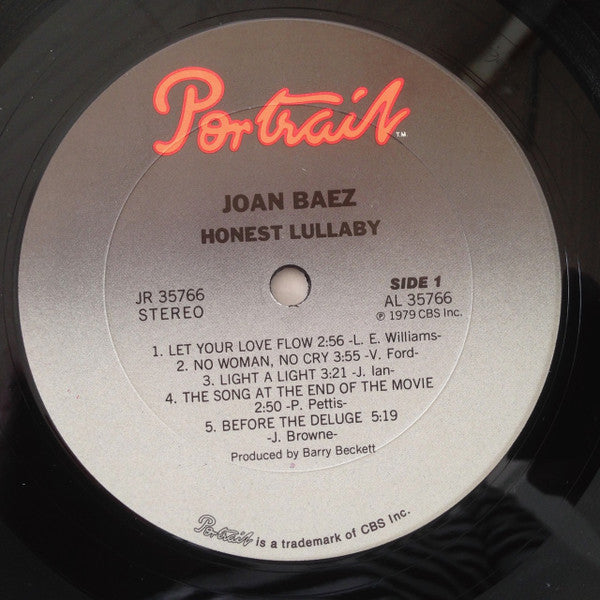 Portrait
TM
JOAN BAEZ
HONEST LULLABY
JR 35766
STEREO
SIDE 1
AL 35766
℗ 1979 CBS Inc.
1. LET YOUR LOVE FLOW 2:56 -L. E. Williams-
2. NO WOMAN, NO CRY 3:55 -V. Ford-
3. LIGHT A LIGHT 3:21 -J. Ian-
4. THE SONG AT THE END OF THE MOVIE
2:50 -P. Pettis-
5. BEFORE THE DELUGE 5:19
-J. Browne-
Produced by Barry Beckett
Portrait is a trademark of CBS Inc.